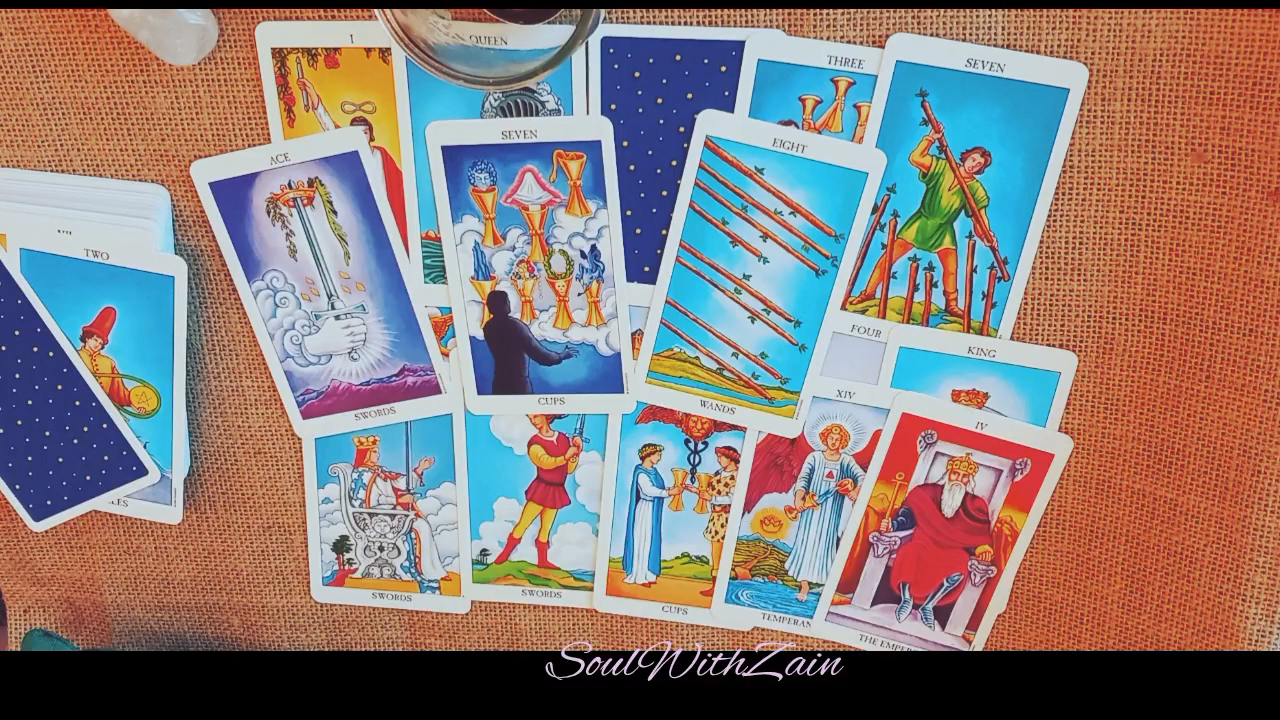 I
QUEEN
THREE
SEVEN
ACE
SEVEN
EIGHT
TWO
FOUR
KING
XIV
IV
SWORDS
CUPS
WANDS
SWORDS
SWORDS
CUPS
TEMPERAN
THE EMPER
LES
SoulWithZain